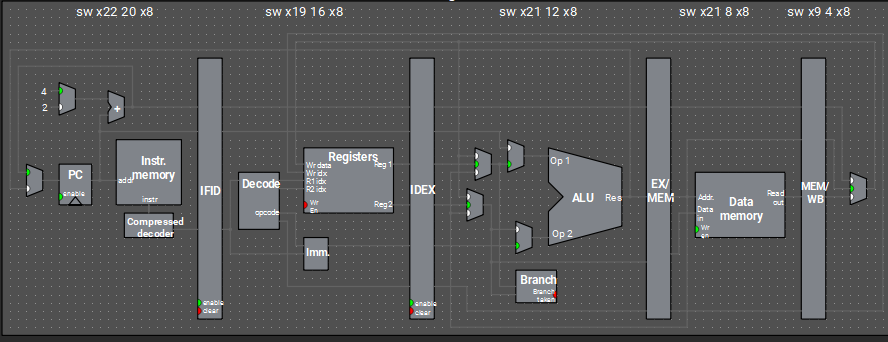 sw x22 20 x8
sw x19 16 x8
sw x21 12 x8
sw x21 8 x8
sw x9 4 x8
4
2
+
PC
enable
Instr.
memory
addr
instr
Compressed
decoder
IFID
enable
clear
Decode
opcode
Registers
Wr data
Wr idx
R1 idx
R2 idx
Wr
En
Reg 1
Reg 2
Imm.
IDEX
enable
clear
Op 1
ALU
Res
Op 2
Branch
Branch
taken
EX/
MEM
Addr.
Data
in
Wr
en
Data
memory
Read
out
MEM/
WB